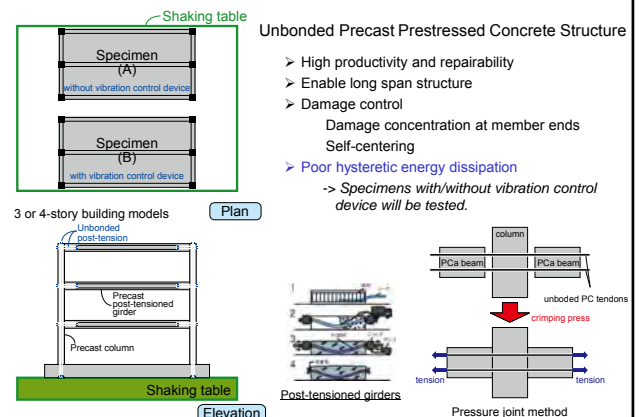 Shaking table
Unbonded Precast Prestressed Concrete Structure
Specimen
(A)
without vibration control device
Specimen
(B)
with vibration control device
➢ High productivity and repairability
➢ Enable long span structure
➢ Damage control
Damage concentration at member ends
Self-centering
➢ Poor hysteretic energy dissipation
-> Specimens with/without vibration control
device will be tested.
3 or 4-story building models
Plan
Unbonded
post-tension
Precast
post-tensioned
girder
Precast column
Shaking table
Elevation
1
2
3
4
Post-tensioned girders
column
PCa beam
PCa beam
unboded PC tendons
crimping press
tension
tension
Pressure joint method